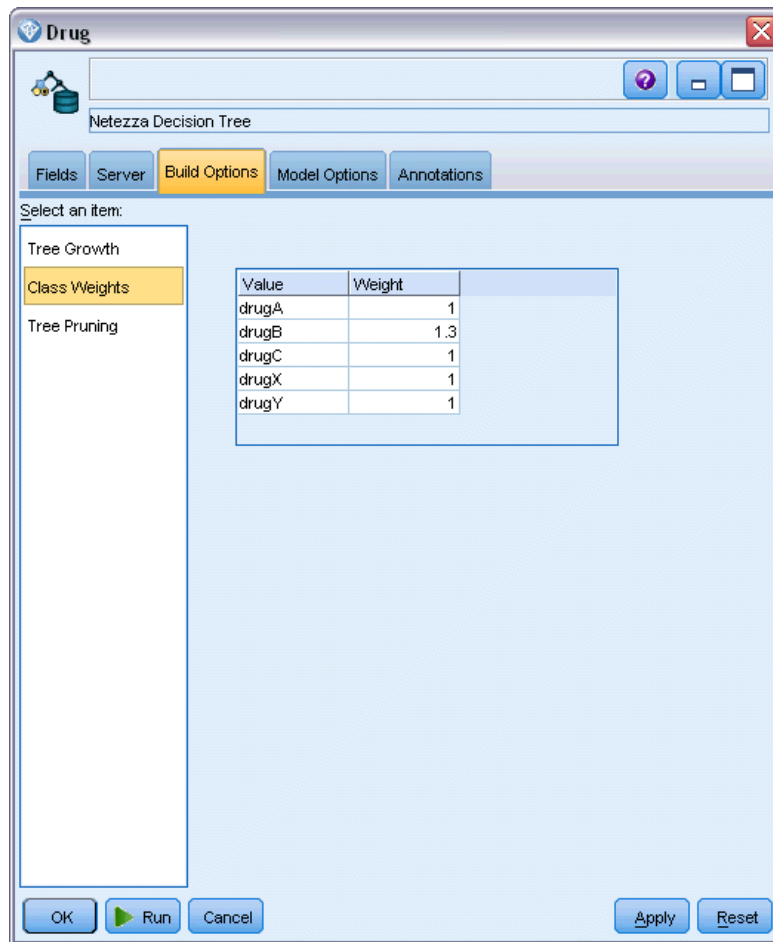 Drug
Netezza Decision Tree
Fields Server Build Options Model Options Annotations
Select an item:
Tree Growth
Class Weights
Tree Pruning
Value Weight
drugA 1
drugB 1.3
drugC 1
drugX 1
drugY 1
OK Run Cancel Apply Reset